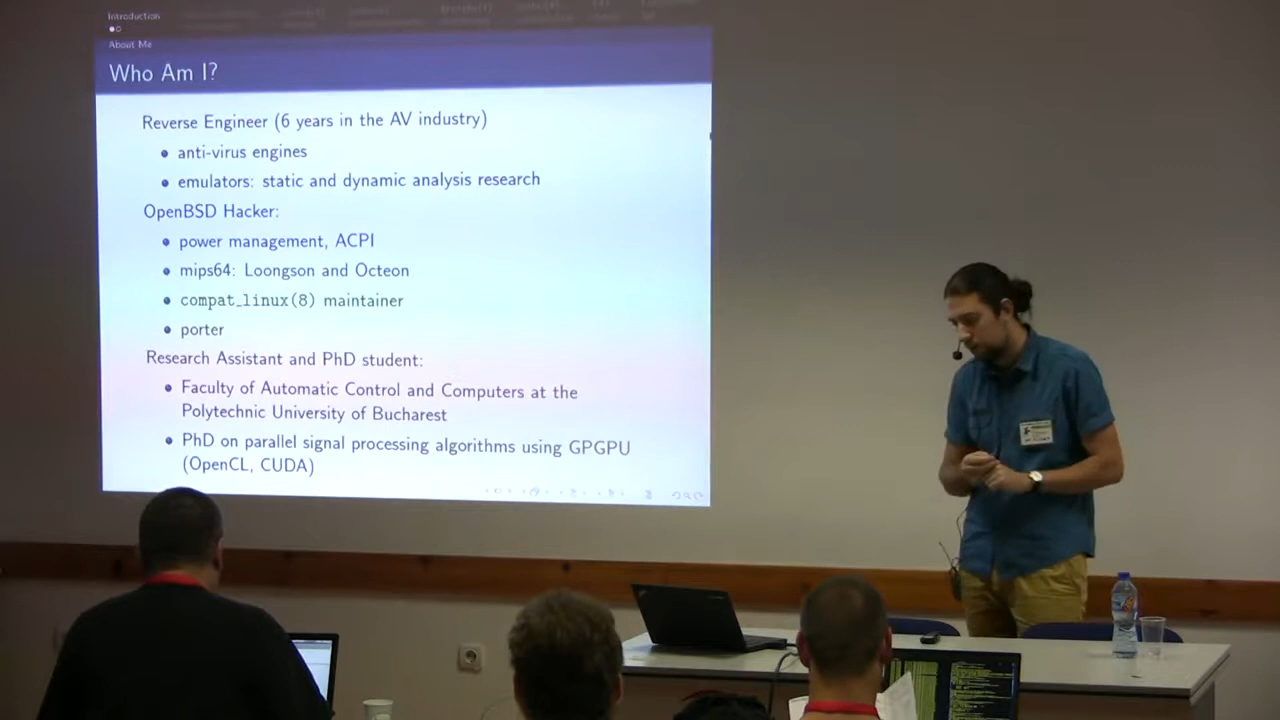 Introduction
About Me
Who Am I?
Reverse Engineer (6 years in the AV industry)
anti-virus engines
emulators: static and dynamic analysis research
OpenBSD Hacker:
power management, ACPI
mips64: Loongson and Octeon
compat_linux(8) maintainer
porter
Research Assistant and PhD student:
Faculty of Automatic Control and Computers at the
Polytechnic University of Bucharest
PhD on parallel signal processing algorithms using GPGPU
(OpenCL, CUDA)